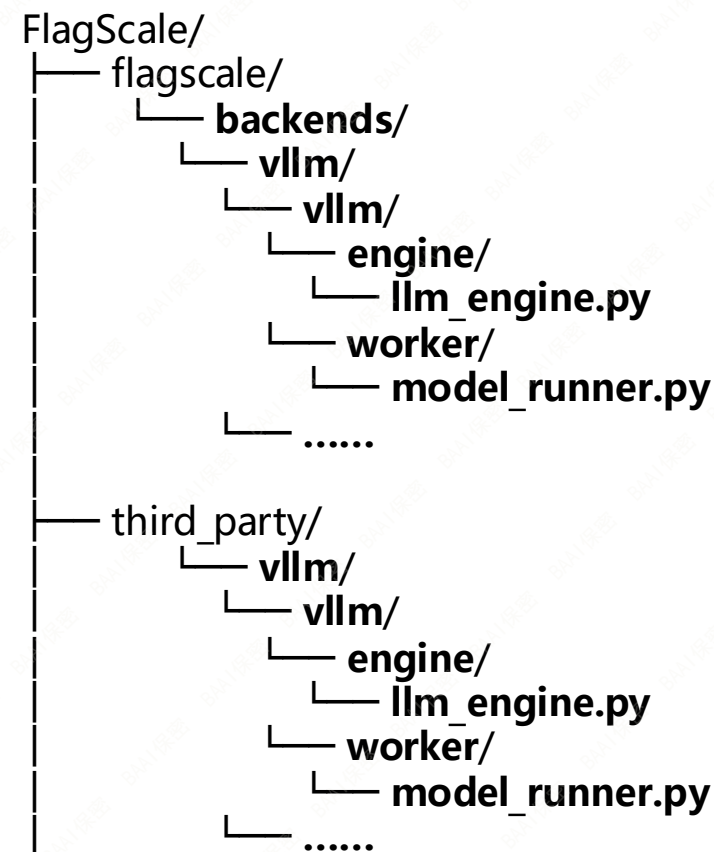 FlagScale/
├── flagscale/
│ └── backends/
│ └── vllm/
│ └── vllm/
│ └── engine/
│ └── llm_engine.py
│ └── worker/
│ └── model_runner.py
│ └── ……
│
├── third_party/
│ └── vllm/
│ └── vllm/
│ └── engine/
│ └── llm_engine.py
│ └── worker/
│ └── model_runner.py
│ └── ……